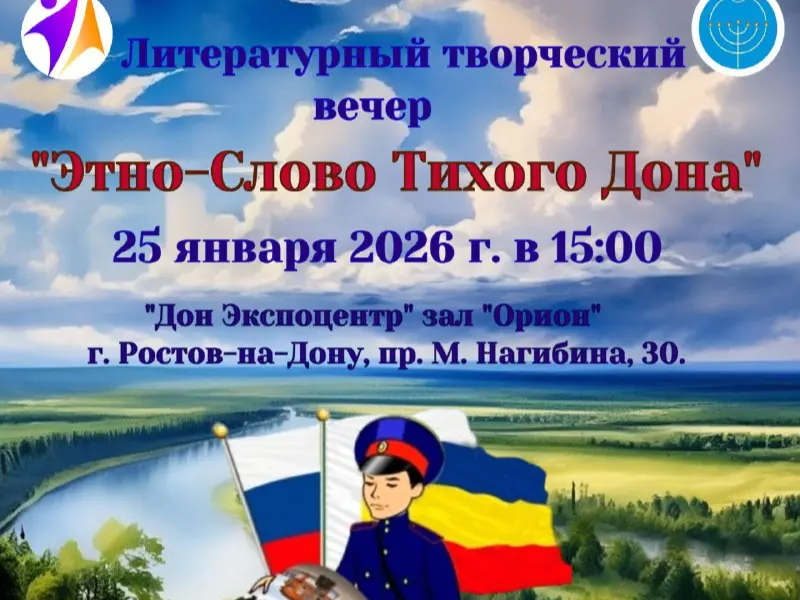 Литературный творческий
вечер
"Этно-Слово Тихого Дона"
25 января 2026 г. в 15:00
"Дон Экспоцентр" зал "Орион"
г. Ростов-на-Дону, пр. М. Нагибина, 30.